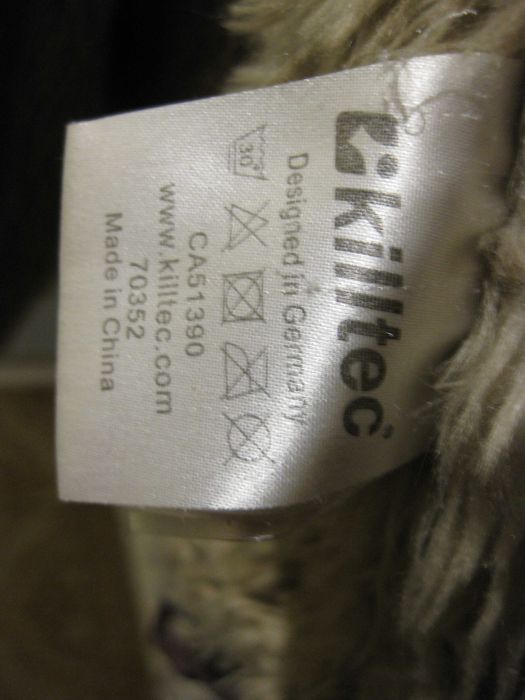 killtec
Designed in Germany
30
CA51390
www.killtec.com
70352
Made in China